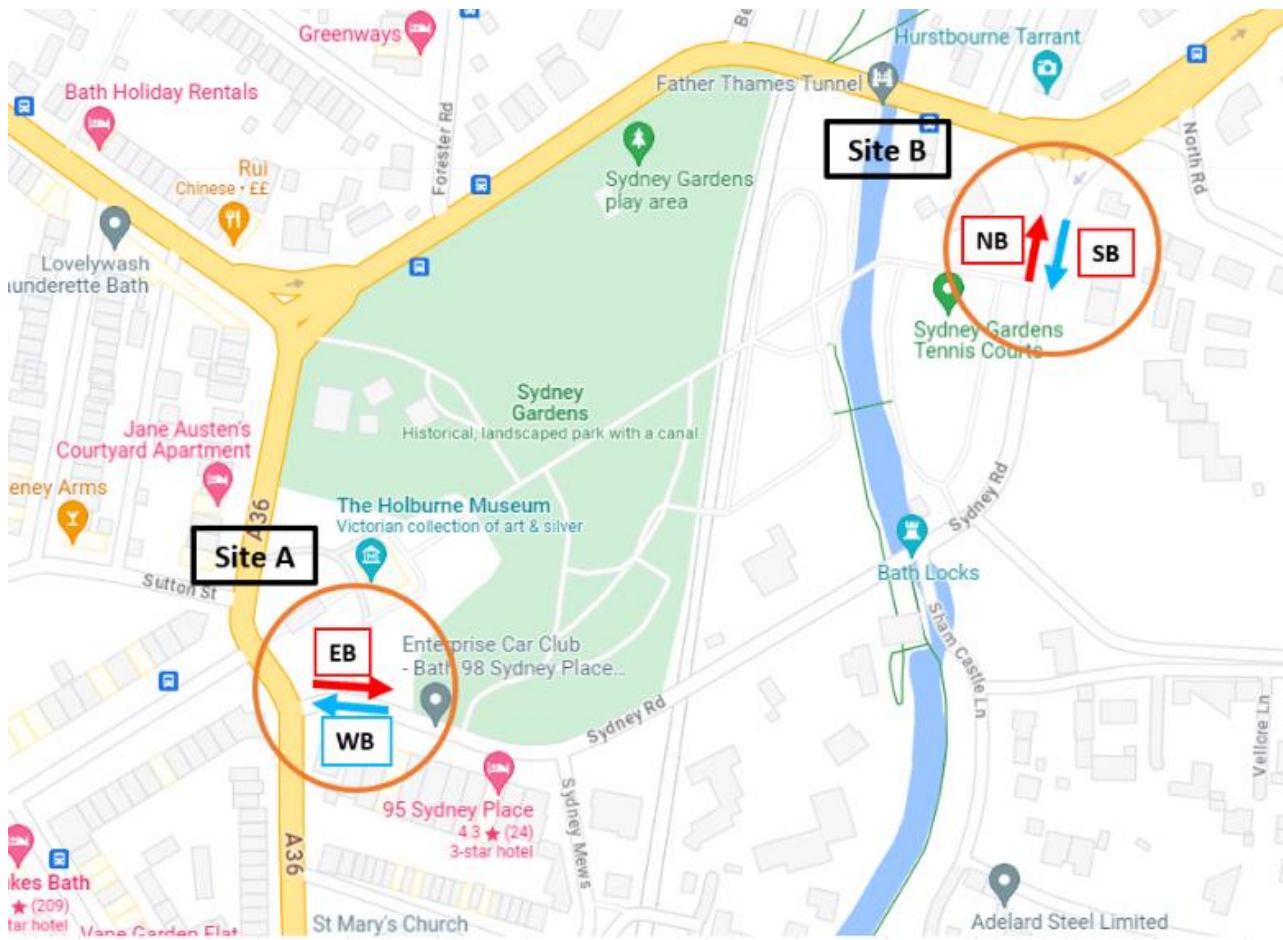 Greenways
Bath Holiday Rentals
Rui
Chinese • ££
Lovelywash
aunderette Bath
Forester Rd
Sydney Gardens
play area
Father Thames Tunnel
Hurstbourne Tarrant
Site B
North Rd
NB
SB
Sydney Gardens
Tennis Courts
Sydney
Gardens
Historical, landscaped park with a canal
Jane Austen's
Courtyard Apartment
eney Arms
A36
The Holburne Museum
Victorian collection of art & silver
Site A
Sutton St
EB
WB
Enterprise Car Club
- Bath 98 Sydney Place...
Sydney Rd
Sydney Rd
Bath Locks
Sham Castle Ln
Vellore Ln
95 Sydney Place
4.3 ★ (24)
3-star hotel
Sydney Mews
A36
kes Bath
★ (209)
tar hotel
Vane Garden Flat
St Mary's Church
Adelard Steel Limited